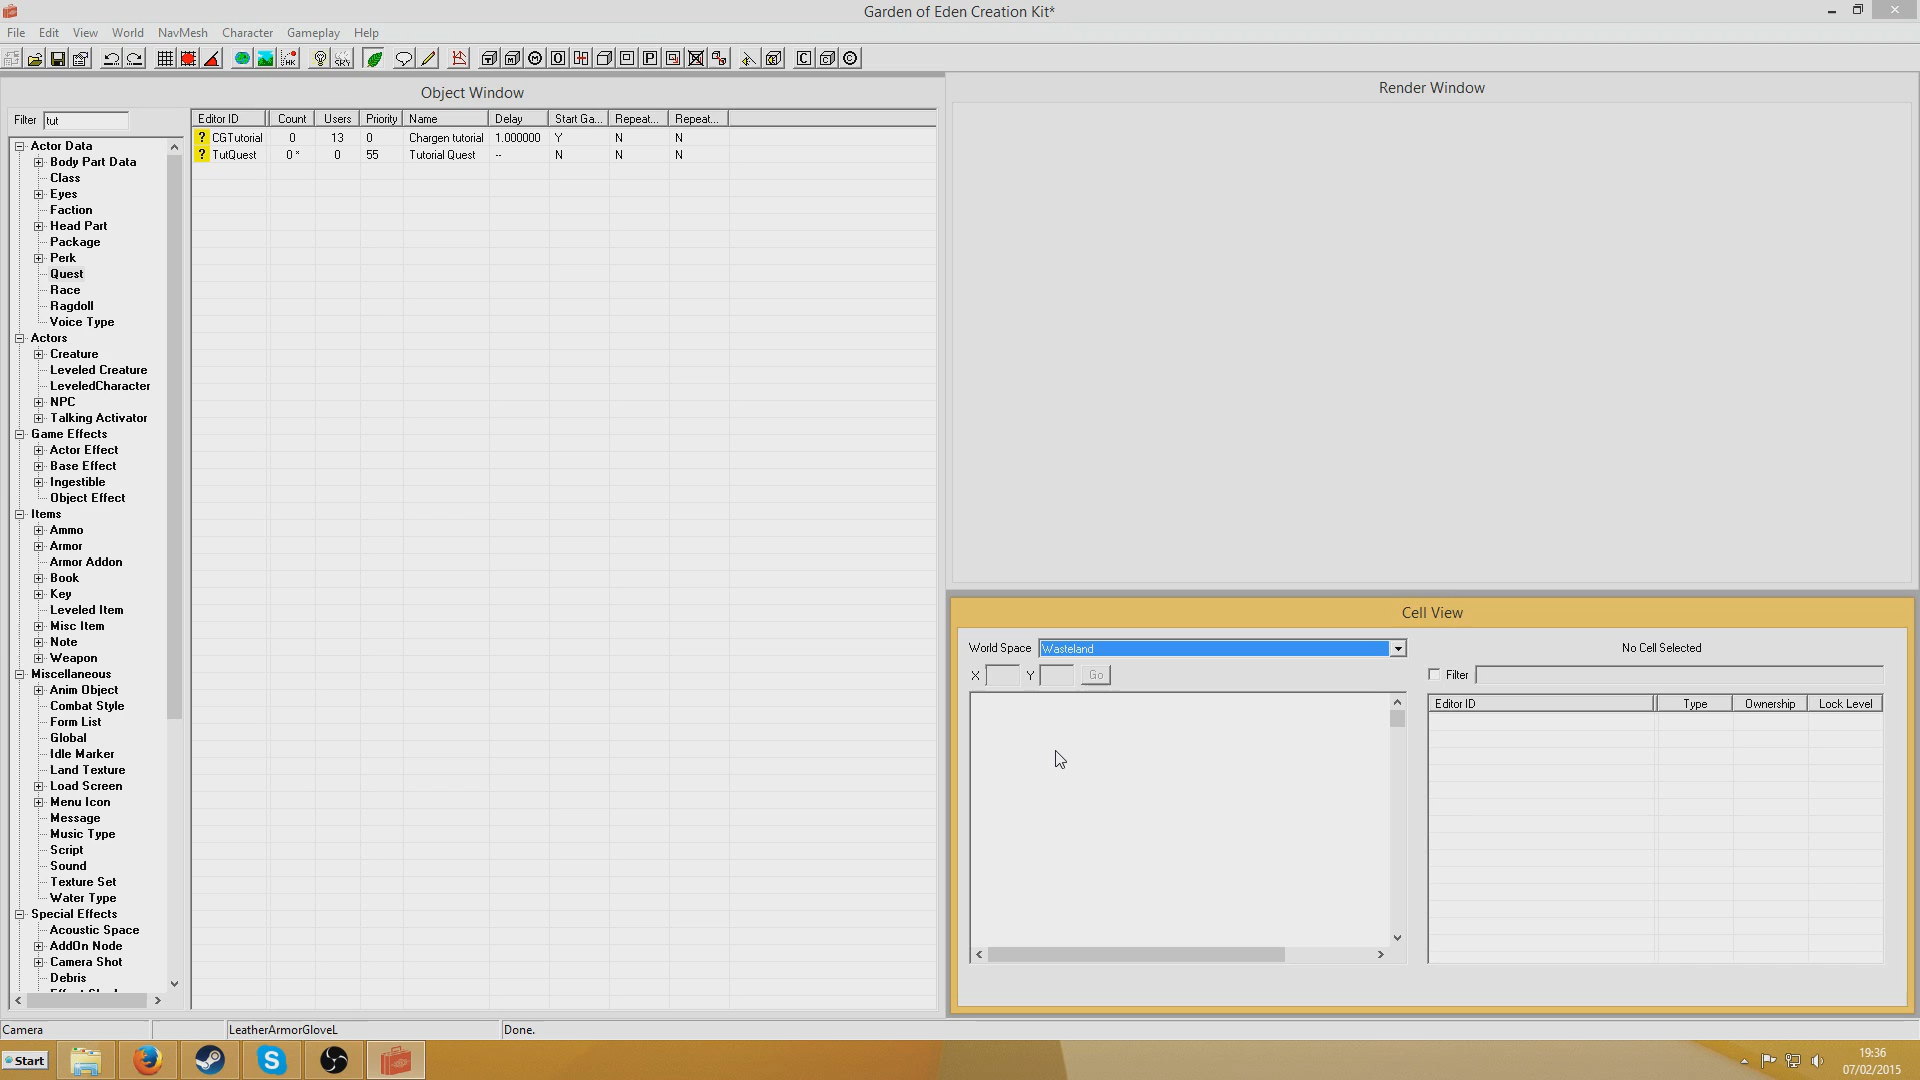 Garden of Eden Creation Kit*
File Edit View World NavMesh Character Gameplay Help
Object Window
Render Window
Filter tut
Editor ID Count Users Priority Name Delay Start Ga... Repeat... Repeat...
? CGTutorial 0 13 0 Chargen tutorial 1.000000 Y N N
? TutQuest 0 * 0 55 Tutorial Quest -- N N N
Actor Data
Body Part Data
Class
Eyes
Faction
Head Part
Package
Perk
Quest
Race
Ragdoll
Voice Type
Actors
Creature
Leveled Creature
LeveledCharacter
NPC
Talking Activator
Game Effects
Actor Effect
Base Effect
Ingestible
Object Effect
Items
Ammo
Armor
Armor Addon
Book
Key
Leveled Item
Misc Item
Note
Weapon
Miscellaneous
Anim Object
Combat Style
Form List
Global
Idle Marker
Land Texture
Load Screen
Menu Icon
Message
Music Type
Script
Sound
Texture Set
Water Type
Special Effects
Acoustic Space
AddOn Node
Camera Shot
Debris
Cell View
World Space Wasteland
No Cell Selected
X Y Go
Filter
Editor ID Type Ownership Lock Level
Camera LeatherArmorGloveL Done.
Start
19:36
07/02/2015